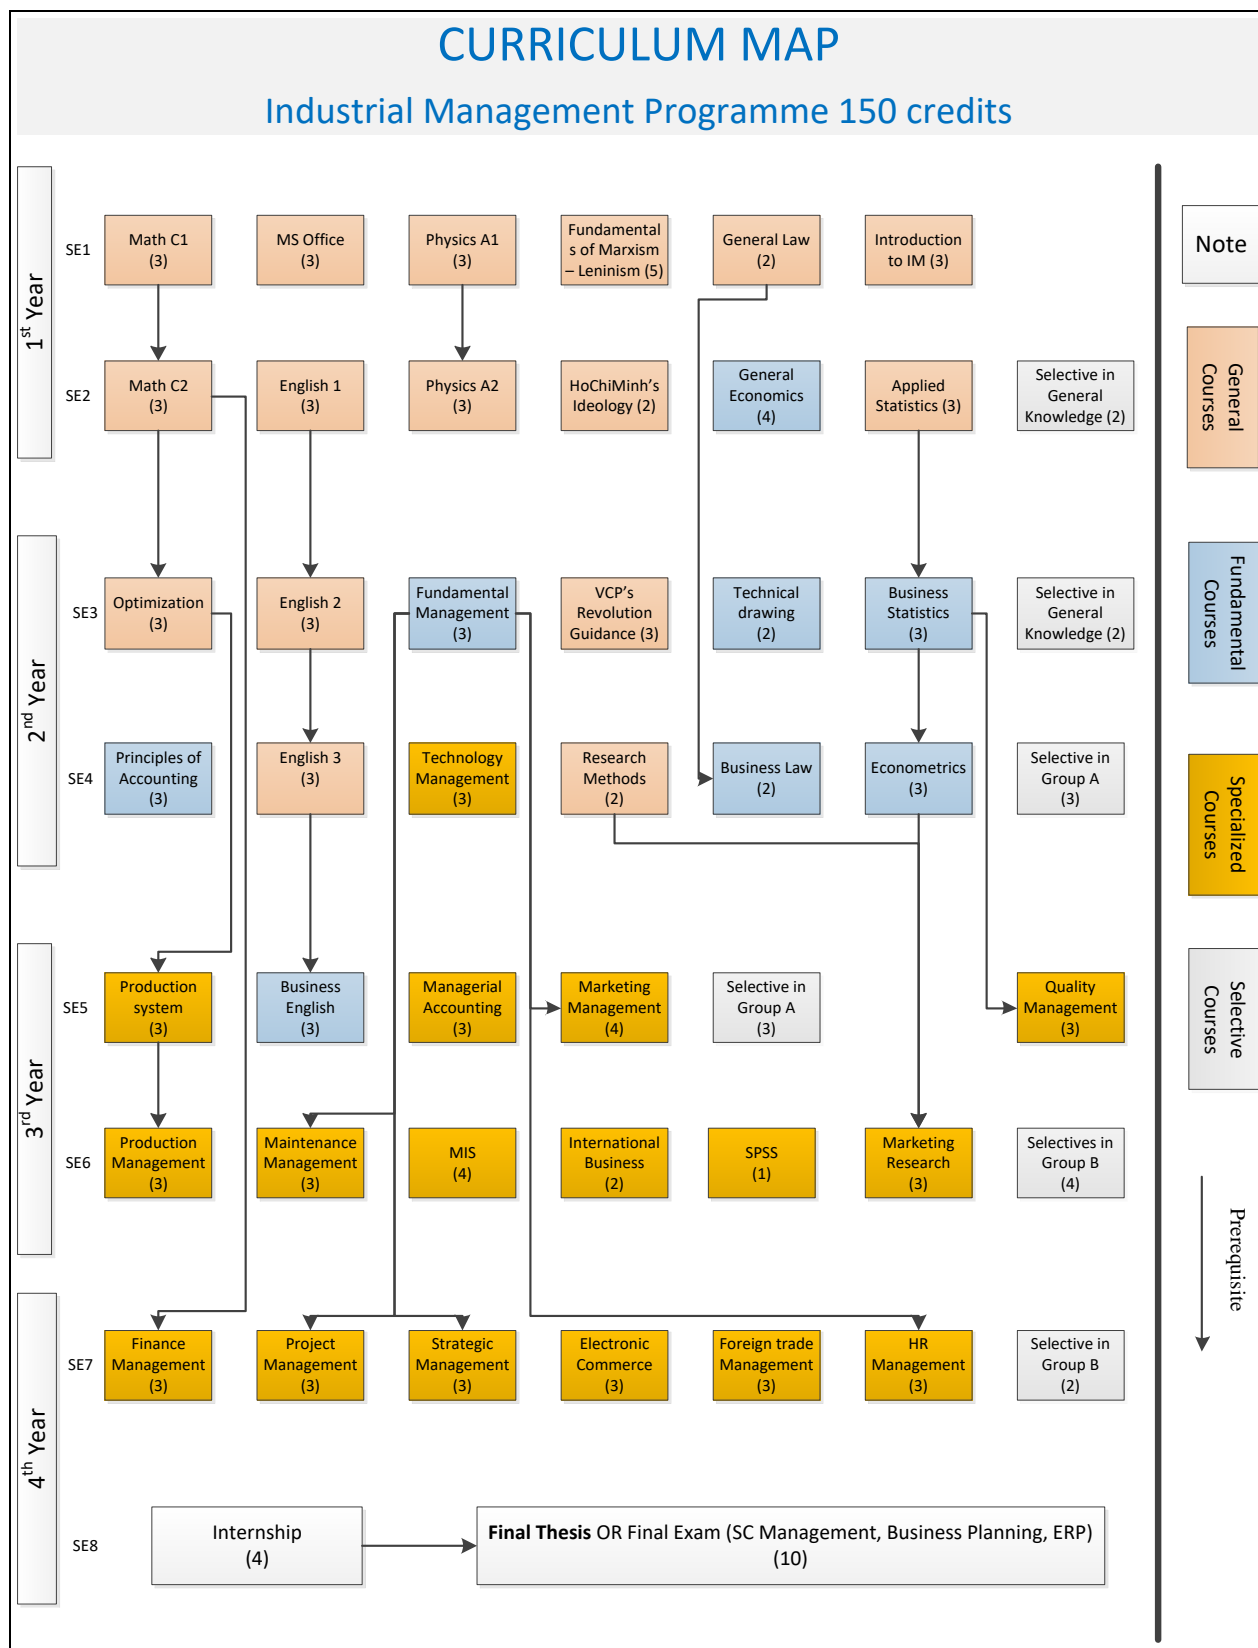 CURRICULUM MAP
Industrial Management Programme 150 credits
1st Year
SE1
Math C1
(3)
MS Office
(3)
Physics A1
(3)
Fundamental
s of Marxism
– Leninism (5)
General Law
(2)
Introduction
to IM (3)
SE2
Math C2
(3)
English 1
(3)
Physics A2
(3)
HoChiMinh's
Ideology (2)
General
Economics
(4)
Applied
Statistics (3)
Selective in
General
Knowledge (2)
2nd Year
SE3
Optimization
(3)
English 2
(3)
Fundamental
Management
(3)
VCP's
Revolution
Guidance (3)
Technical
drawing
(2)
Business
Statistics
(3)
Selective in
General
Knowledge (2)
SE4
Principles of
Accounting
(3)
English 3
(3)
Technology
Management
(3)
Research
Methods
(2)
Business Law
(2)
Econometrics
(3)
Selective in
Group A
(3)
3rd Year
SE5
Production
system
(3)
Business
English
(3)
Managerial
Accounting
(3)
Marketing
Management
(4)
Selective in
Group A
(3)
Quality
Management
(3)
SE6
Production
Management
(3)
Maintenance
Management
(3)
MIS
(4)
International
Business
(2)
SPSS
(1)
Marketing
Research
(3)
Selectives in
Group B
(4)
4th Year
SE7
Finance
Management
(3)
Project
Management
(3)
Strategic
Management
(3)
Electronic
Commerce
(3)
Foreign trade
Management
(3)
HR
Management
(3)
Selective in
Group B
(2)
SE8
Internship
(4)
Final Thesis OR Final Exam (SC Management, Business Planning, ERP)
(10)
Note
General
Courses
Fundamental
Courses
Specialized
Courses
Selective
Courses
Prerequisite